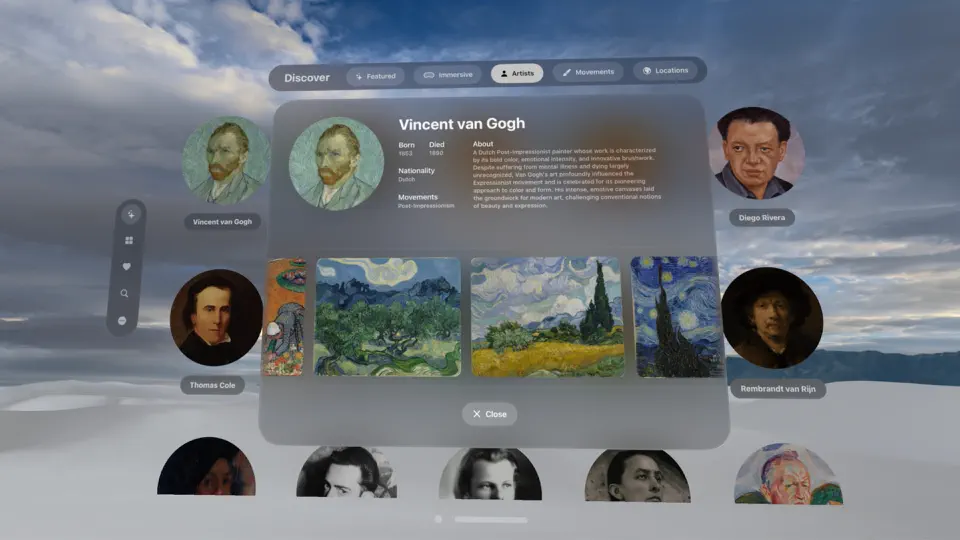 Discover
Featured
Immersive
Artists
Movements
Locations
Vincent van Gogh
Born
Died
1853
1890
Nationality
Dutch
Movements
Post-Impressionism
About
A Dutch Post-Impressionist painter whose work is characterized
by its bold color, emotional intensity, and innovative brushwork.
Despite suffering from mental illness and dying largely
unrecognized, Van Gogh's art profoundly influenced the
Expressionist movement and is celebrated for its pioneering
approach to color and form. His intense, emotive canvases laid
the groundwork for modern art, challenging conventional notions
of beauty and expression.
Vincent van Gogh
Diego Rivera
Thomas Cole
Rembrandt van Rijn
Close